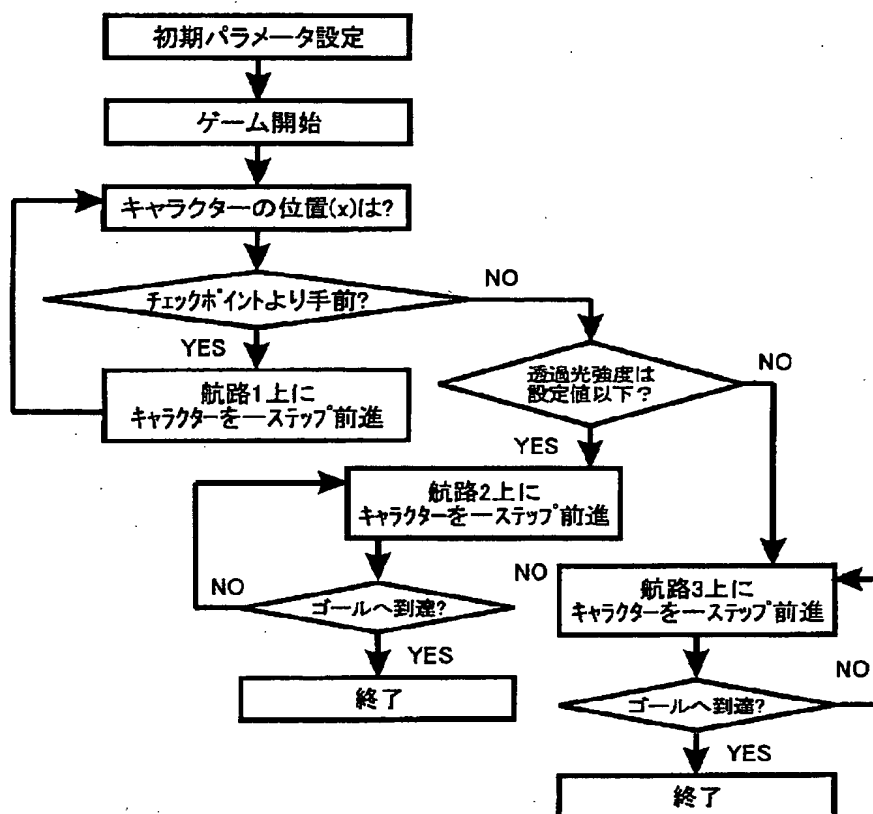 初期パラメータ設定
ゲーム開始
キャラクターの位置(x)は?
チェックポイントより手前?
NO
YES
航路1上に
キャラクターを一ステップ前進
透過光強度は
設定値以下?
NO
YES
航路2上に
キャラクターを一ステップ前進
NO
ゴールへ到達?
YES
終了
NO
航路3上に
キャラクターを一ステップ前進
NO
ゴールへ到達?
YES
終了